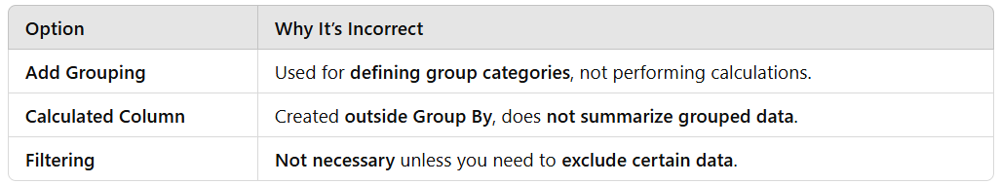 Option Why It’s Incorrect
Add Grouping Used for defining group categories, not performing calculations.
Calculated Column Created outside Group By, does not summarize grouped data.
Filtering Not necessary unless you need to exclude certain data.